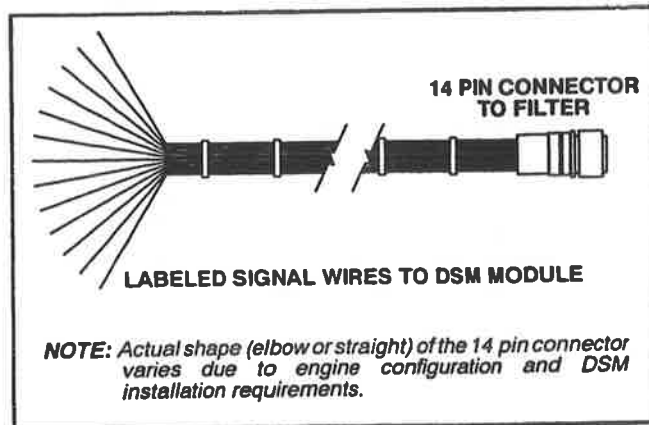 14 PIN CONNECTOR
TO FILTER
LABELED SIGNAL WIRES TO DSM MODULE
NOTE: Actual shape (elbow or straight) of the 14 pin connector
varies due to engine configuration and DSM
installation requirements.